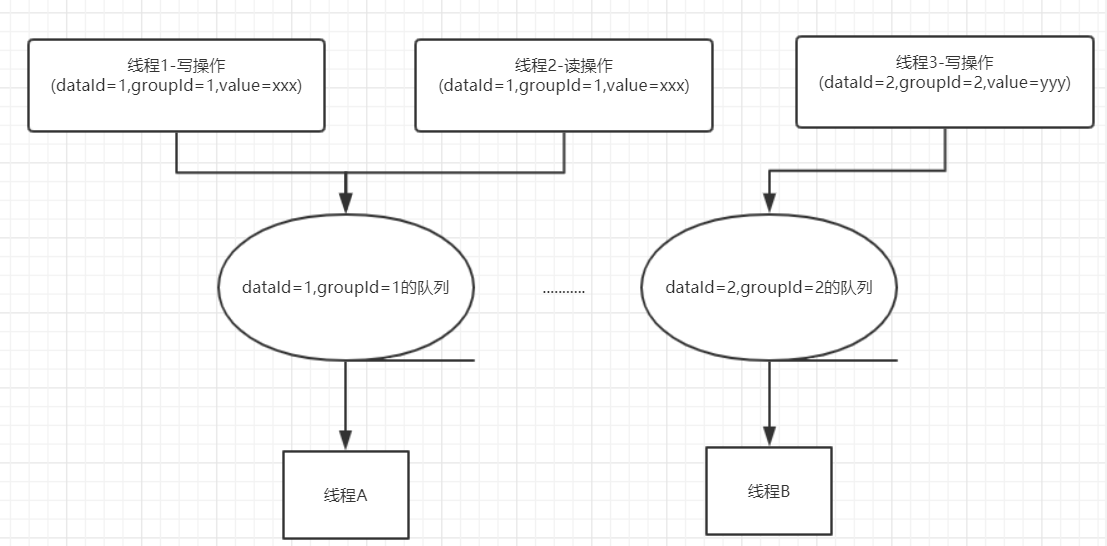 线程1-写操作
(dataId=1,groupId=1,value=xxx)
线程2-读操作
(dataId=1,groupId=1,value=xxx)
线程3-写操作
(dataId=2,groupId=2,value=yyy)
dataId=1,groupId=1的队列
...........
dataId=2,groupId=2的队列
线程A
线程B